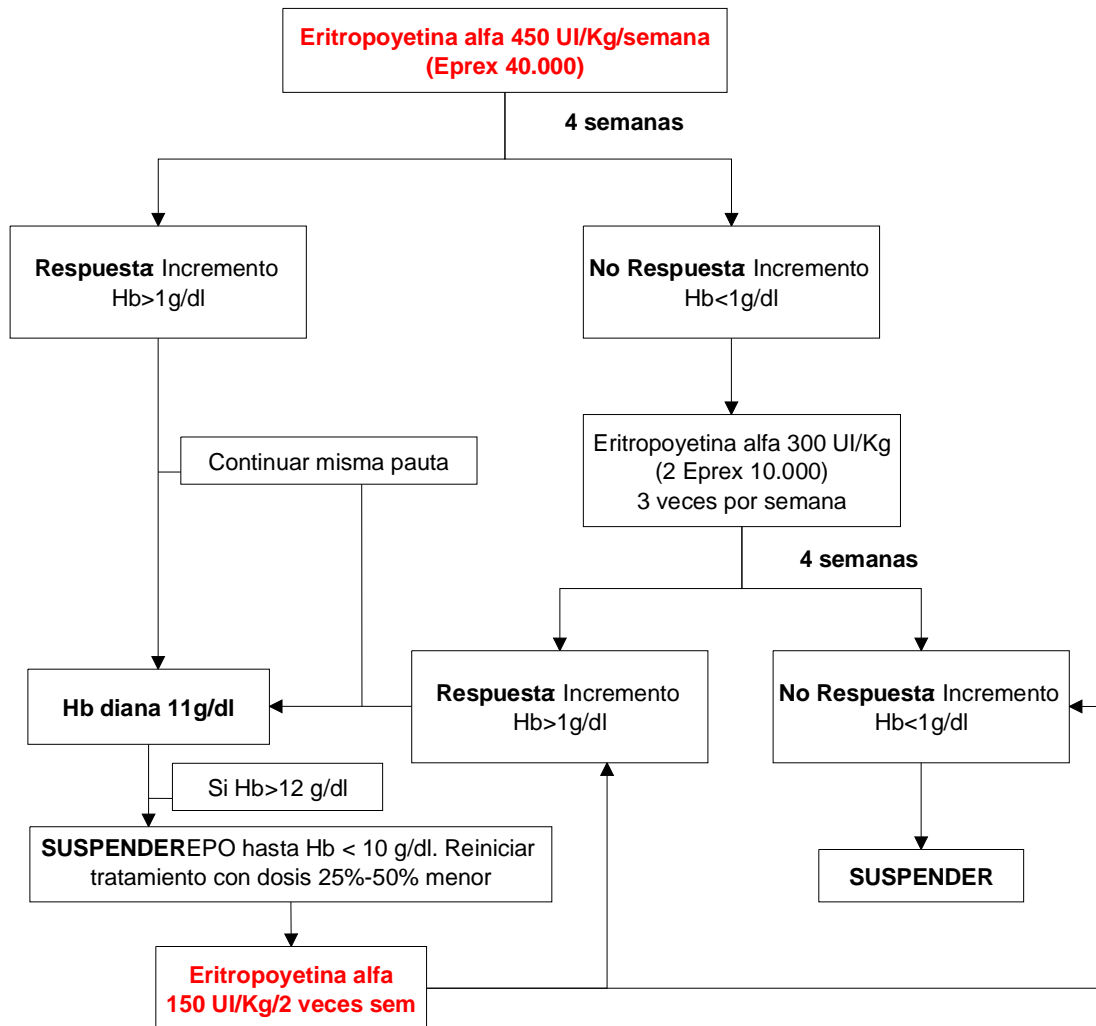 Eritropoyetina alfa 450 UI/Kg/semana
(Eprex 40.000)
4 semanas
Respuesta: Incremento
Hb>1g/dl
No Respuesta: Incremento
Hb<1g/dl
Continuar misma pauta
Eritropoyetina alfa 300 UI/Kg
(2 Eprex 10.000)
3 veces por semana
4 semanas
Hb diana 11g/dl
Respuesta: Incremento
Hb>1g/dl
No Respuesta: Incremento
Hb<1g/dl
Si Hb>12 g/dl
SUSPENDER EPO hasta Hb < 10 g/dl. Reiniciar
tratamiento con dosis 25%-50% menor
SUSPENDER
Eritropoyetina alfa
150 UI/Kg/2 veces sem